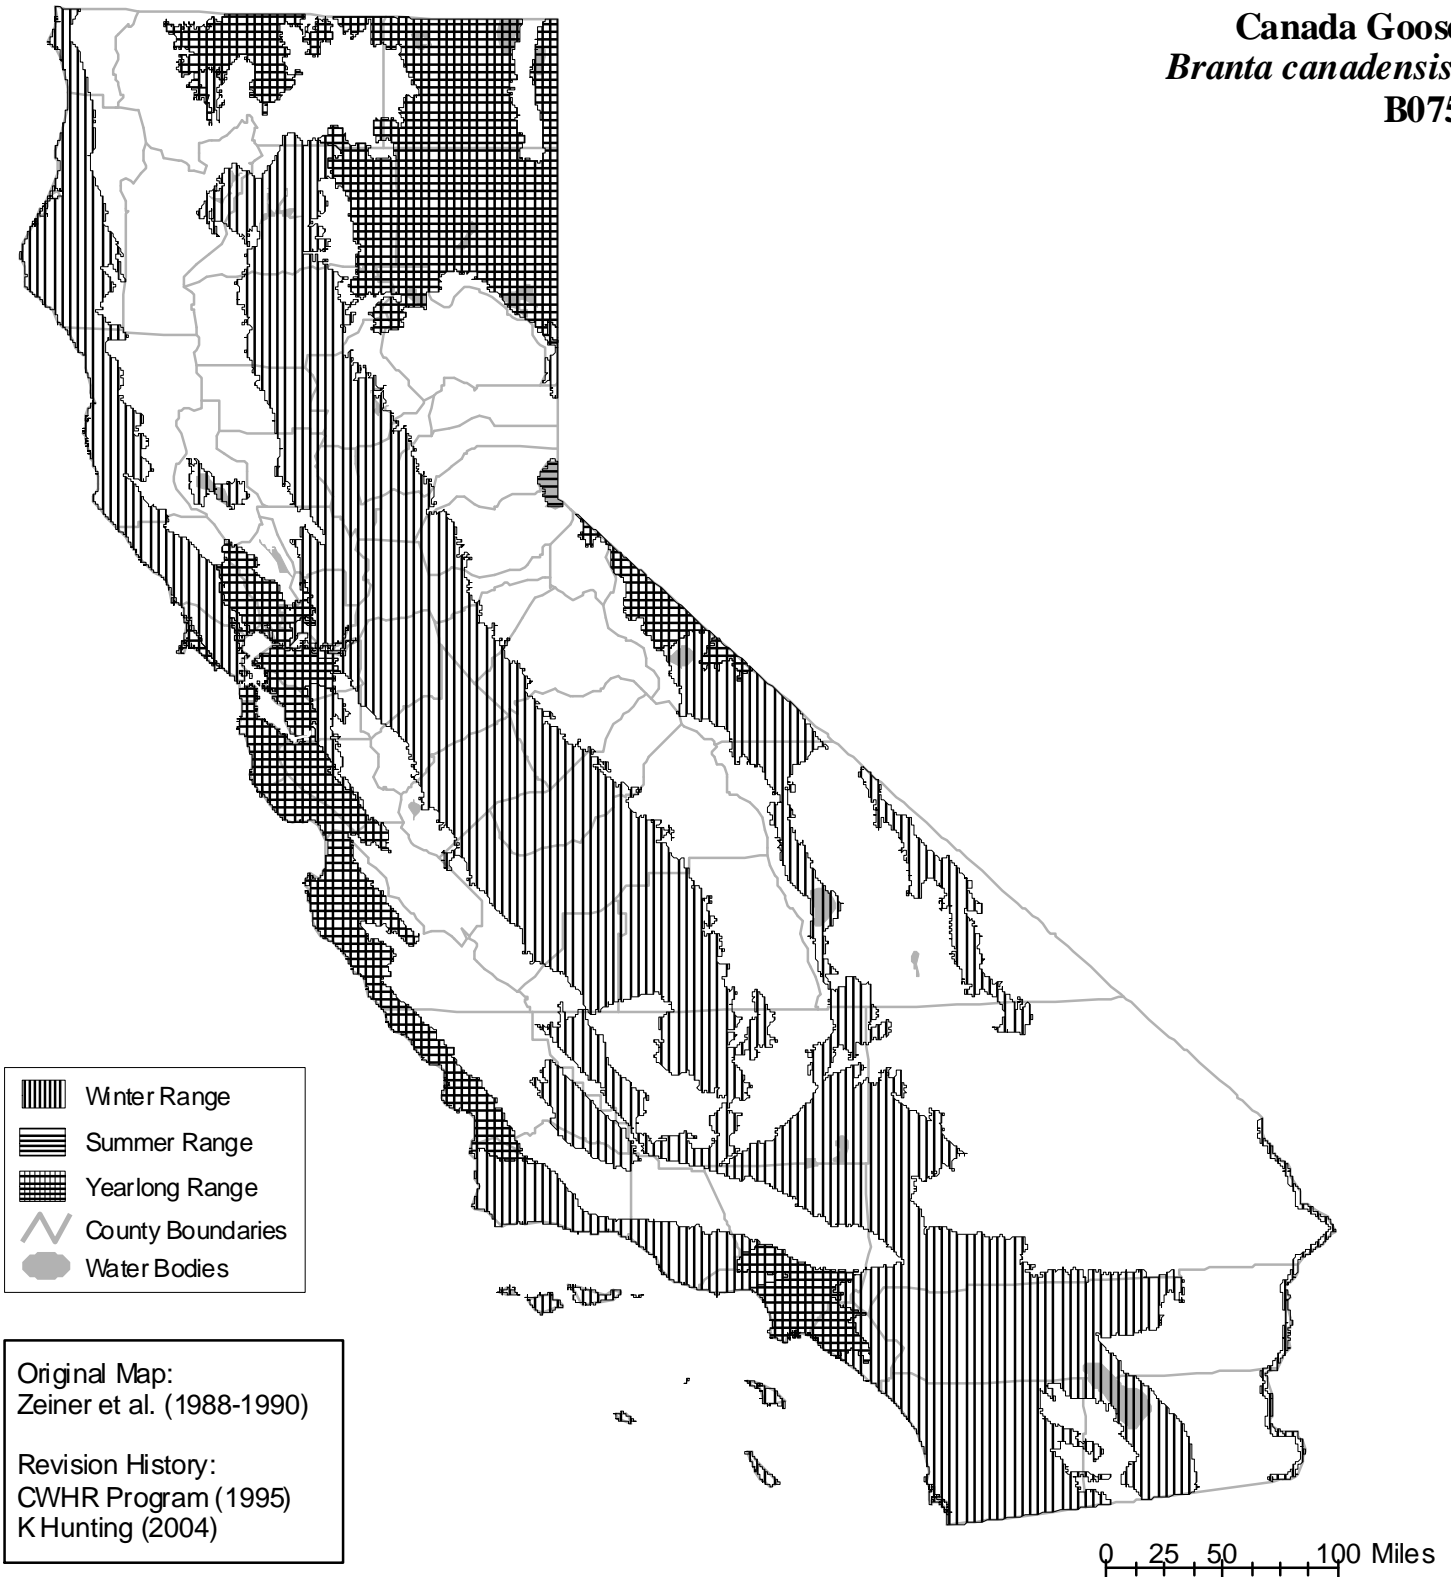 Canada Goose
Branta canadensis
B075
Winter Range
Summer Range
Yearlong Range
County Boundaries
Water Bodies
Original Map:
Zeiner et al. (1988-1990)
Revision History:
CWHR Program (1995)
K Hunting (2004)
0 25 50 100 Miles